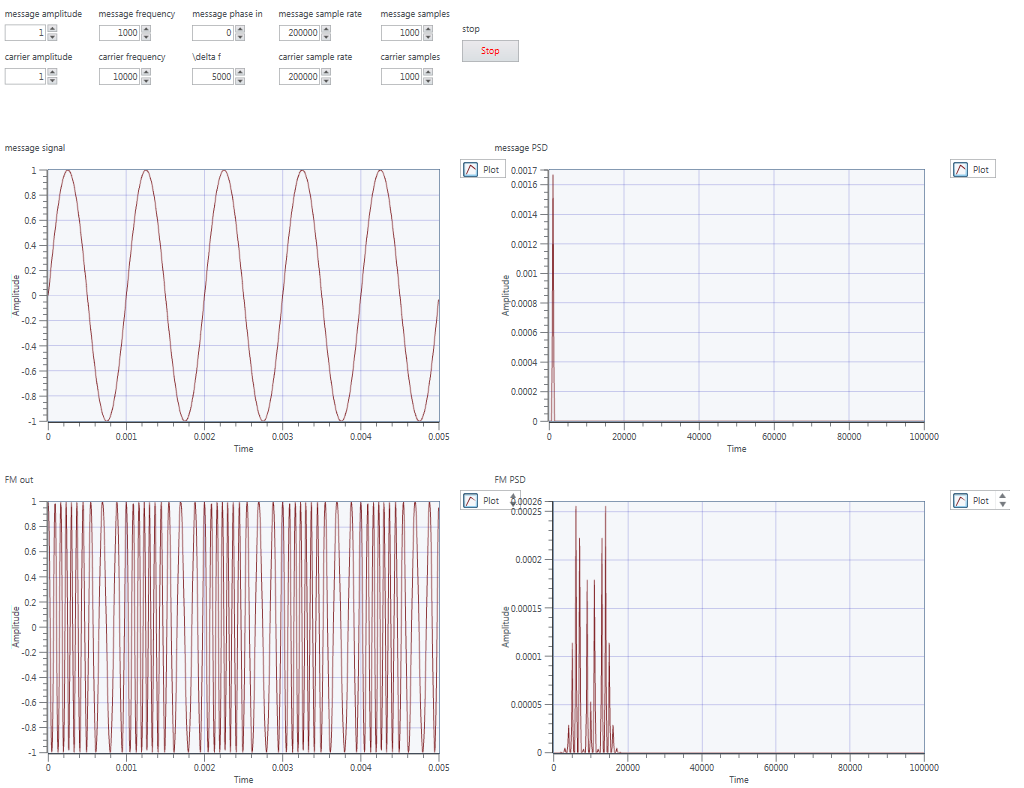 message amplitude message frequency message phase in message sample rate message samples
1 1000 0 200000 1000
stop
Stop
carrier amplitude carrier frequency \delta f carrier sample rate carrier samples
1 10000 5000 200000 1000
message signal
Plot
1
0.8
0.6
0.4
0.2
0
-0.2
-0.4
-0.6
-0.8
-1
Amplitude
0 0.001 0.002 0.003 0.004 0.005
Time
message PSD
Plot
0.0017
0.0016
0.0014
0.0012
0.001
0.0008
0.0006
0.0004
0.0002
0
Amplitude
0 20000 40000 60000 80000 100000
Time
FM out
Plot
1
0.8
0.6
0.4
0.2
0
-0.2
-0.4
-0.6
-0.8
-1
Amplitude
0 0.001 0.002 0.003 0.004 0.005
Time
FM PSD
Plot
0.00026
0.00025
0.0002
0.00015
0.0001
0.00005
0
Amplitude
0 20000 40000 60000 80000 100000
Time